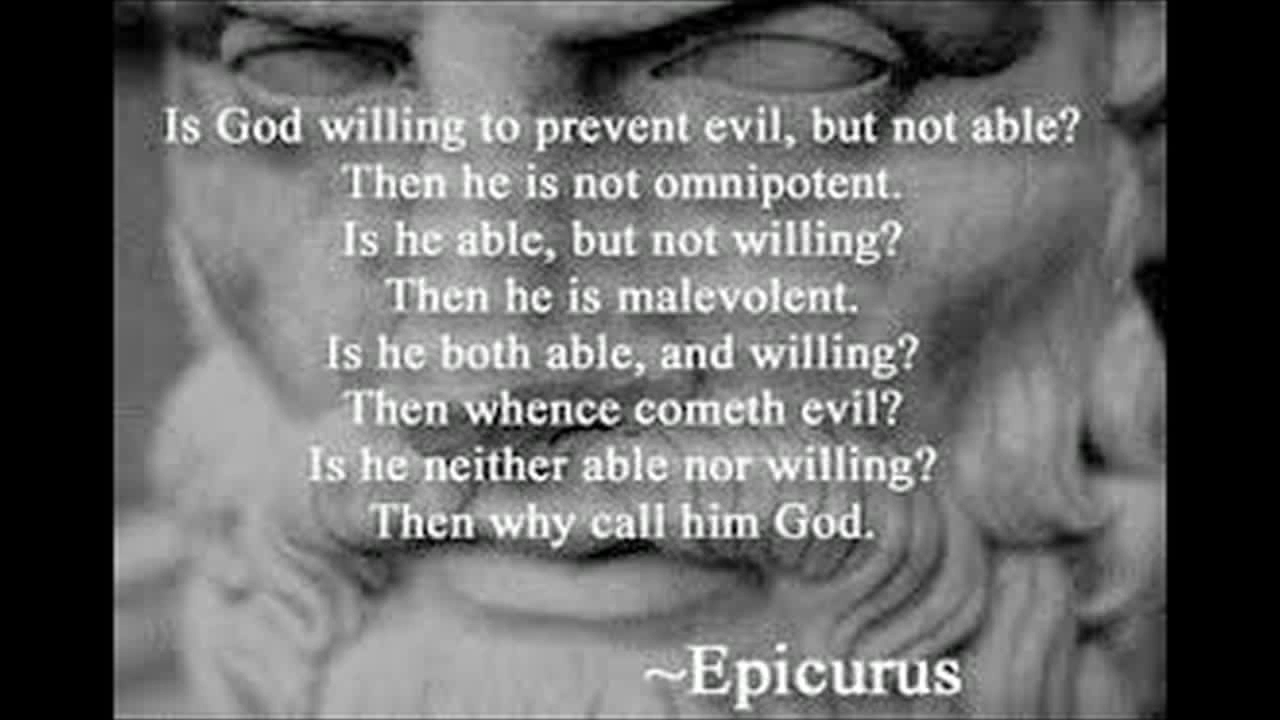 Is God willing to prevent evil, but not able?
Then he is not omnipotent.
Is he able, but not willing?
Then he is malevolent.
Is he both able, and willing?
Then whence cometh evil?
Is he neither able nor willing?
Then why call him God.
~Epicurus